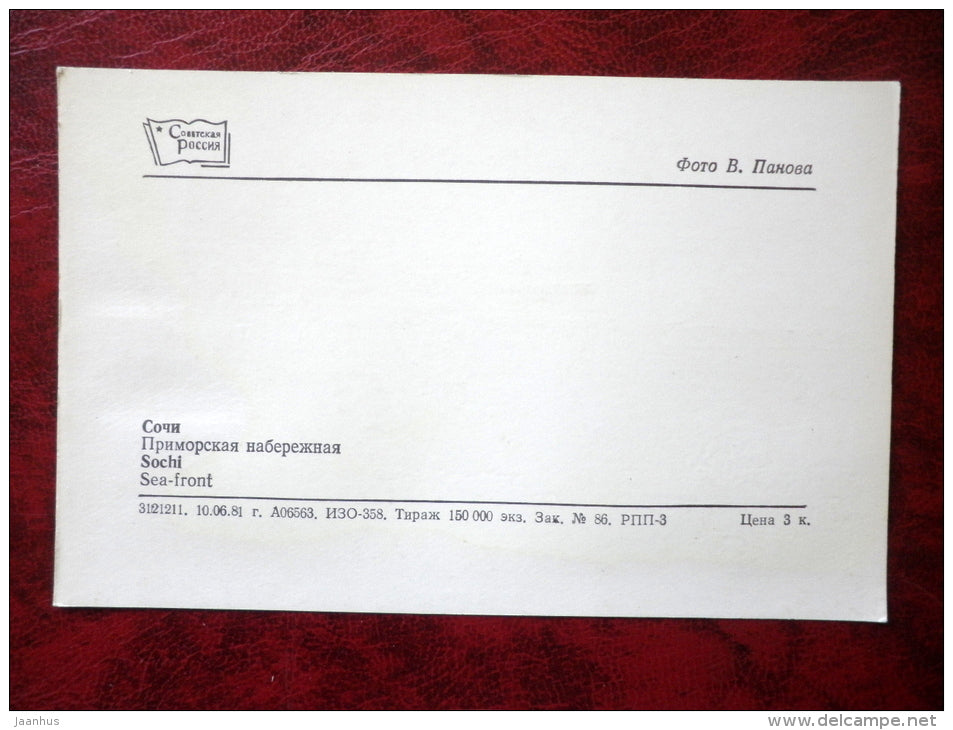 Советская
Россия
Фото В. Панова
Сочи
Приморская набережная
Sochi
Sea-front
3121211. 10.06.81 г. А06563. ИЗО-358. Тираж 150 000 экз. Зак. № 86. РПП-3 Цена 3 к.
jaanhus
www.delcampe.net